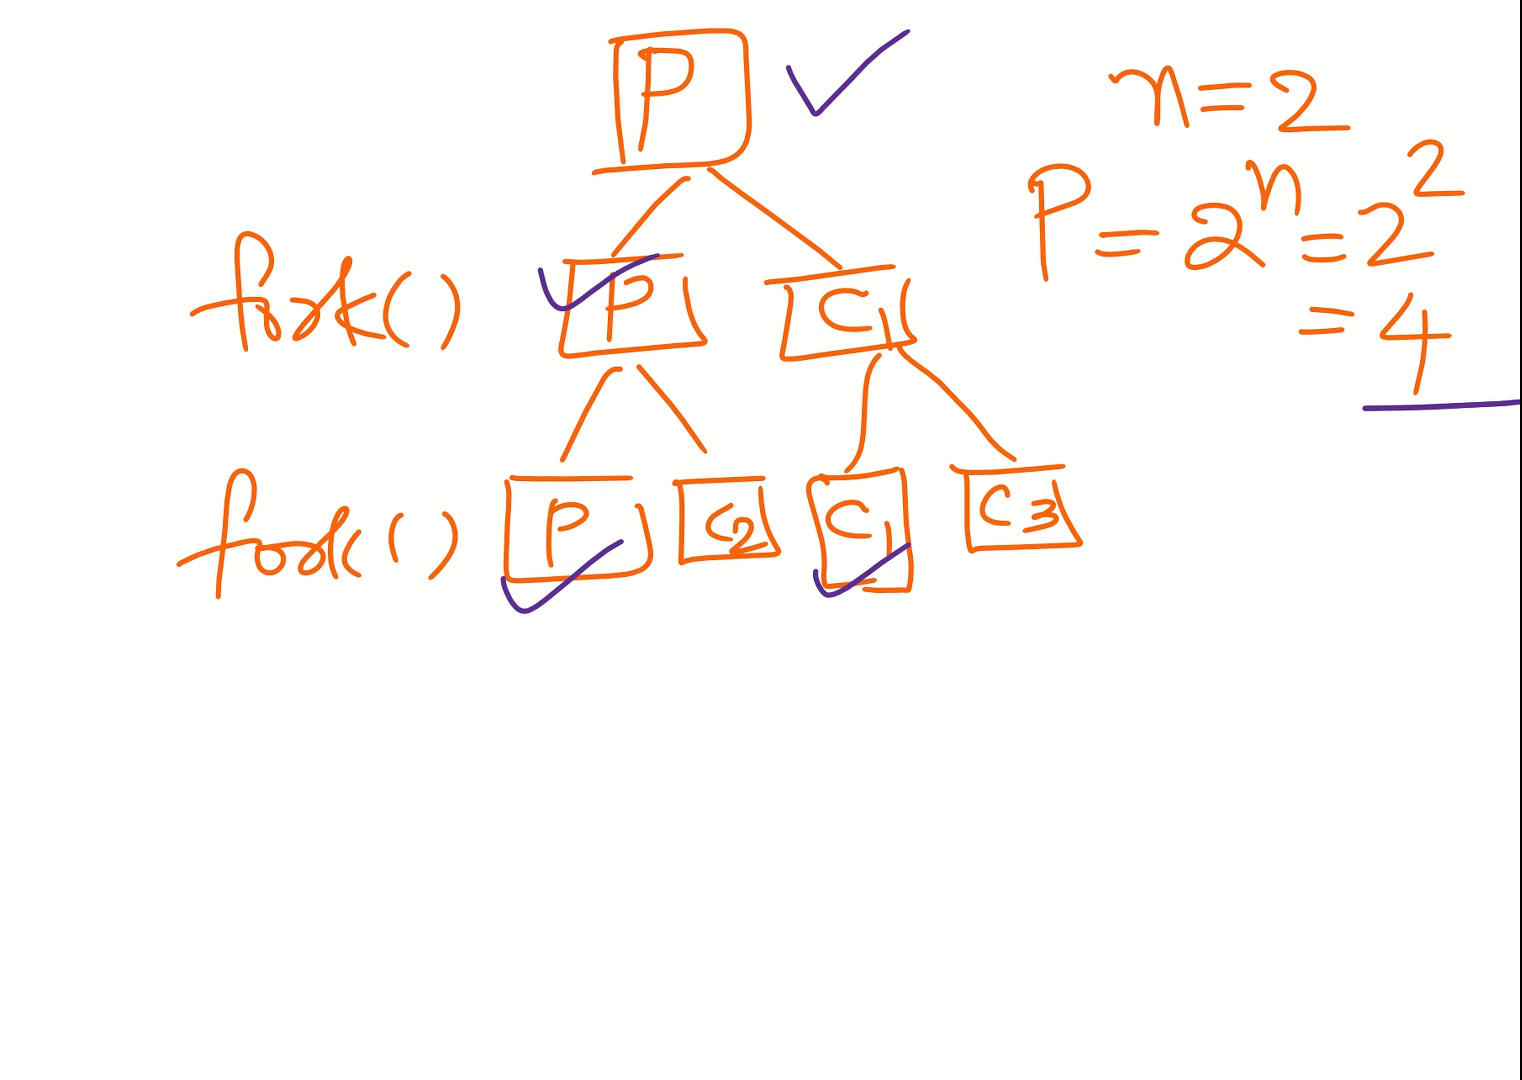 P
n=2
P = 2^n = 2^2
= 4
fork() P C1
fork() P C2 C1 C3